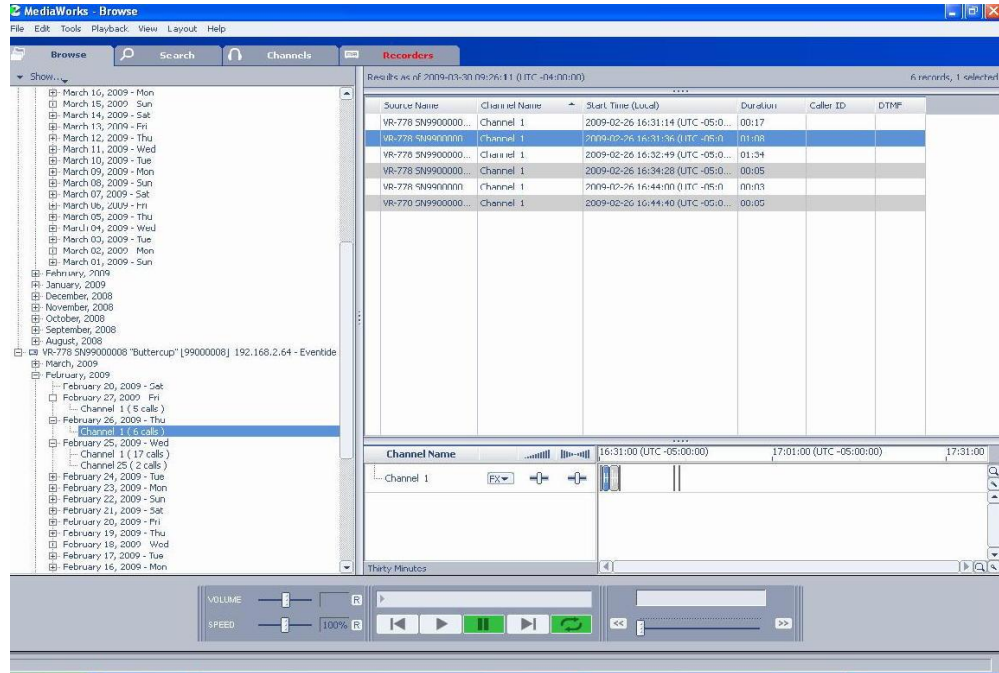 MediaWorks - Browse
File Edit Tools Playback View Layout Help
Browse Search Channels Recorders
Show...
March 16, 2009 - Mon
March 15, 2009 Sun
March 14, 2009 - Sat
March 13, 2009 - Fri
March 12, 2009 - Thu
March 11, 2009 - Wed
March 10, 2009 - Tue
March 09, 2009 - Mon
March 08, 2009 - Sun
March 07, 2009 - Sat
March 06, 2009 - Fri
March 05, 2009 - Thu
March 04, 2009 - Wed
March 03, 2009 - Tue
March 02, 2009 Mon
March 01, 2009 - Sun
February, 2009
January, 2009
December, 2008
November, 2008
October, 2008
September, 2008
August, 2008
VR-778 SN99000008 "Buttercup" [99000008] 192.168.2.64 - Eventide
March, 2009
February, 2009
February 28, 2009 - Sat
February 27, 2009 Fri
Channel 1 ( 5 calls )
February 26, 2009 - Thu
Channel 1 ( 6 calls )
February 25, 2009 - Wed
Channel 1 ( 17 calls )
Channel 25 ( 2 calls )
February 24, 2009 - Tue
February 23, 2009 - Mon
February 22, 2009 - Sun
February 21, 2009 - Sat
February 20, 2009 - Fri
February 19, 2009 - Thu
February 18, 2009 Wed
February 17, 2009 - Tue
February 16, 2009 - Mon
Results as of 2009-03-30 09:26:11 (UTC -04:00:00) 6 records, 1 selected
Source Name Channel Name Start Time (Local) Duration Caller ID DTMF
VR-778 SN9900000... Channel 1 2009-02-26 16:31:14 (UTC -05:0... 00:17
VR-778 SN9900000 Channel 1 2009-02-26 16:31:36 (UTC -05:0... 01:08
VR-778 SN9900000... Channel 1 2009-02-26 16:32:49 (UTC -05:0... 01:34
VR-778 SN9900000... Channel 1 2009-02-26 16:34:28 (UTC -05:0... 00:05
VR-778 SN9900000 Channel 1 2009-02-26 16:44:00 (UTC -05:0 00:03
VR-778 SN9900000... Channel 1 2009-02-26 16:44:40 (UTC -05:0... 00:05
Channel Name 16:31:00 (UTC -05:00:00) 17:01:00 (UTC -05:00:00) 17:31:00
Channel 1 FX
Thirty Minutes
VOLUME R
SPEED 100% R
<< >>